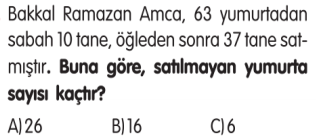 Bakkal Ramazan Amca, 63 yumurtadan
sabah 10 tane, öğleden sonra 37 tane sat-
mıştır. Buna göre, satılmayan yumurta
sayısı kaçtır?
A) 26 B) 16 C) 6